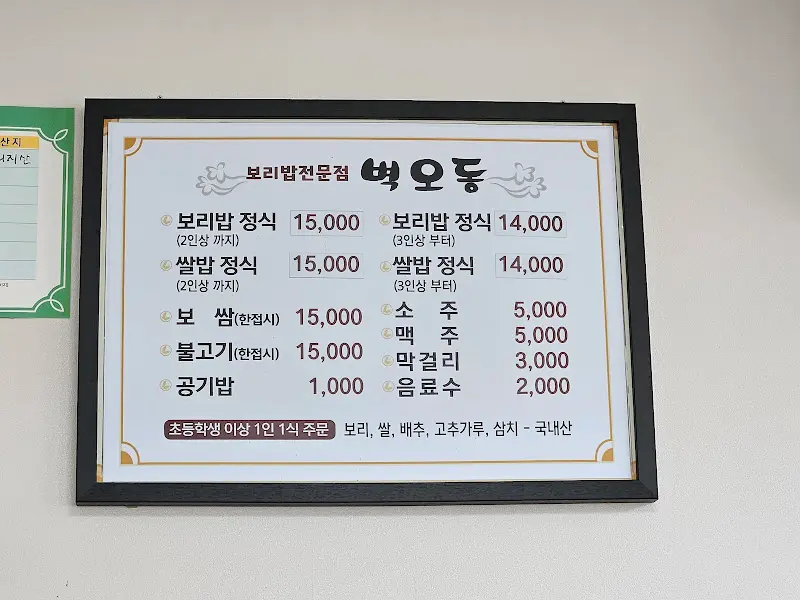 산지
보리밥전문점 벽오동
보리밥 정식 15,000
(2인상 까지)
쌀밥 정식 15,000
(2인상 까지)
보 쌈(한접시) 15,000
불고기(한접시) 15,000
공기밥 1,000
보리밥 정식 14,000
(3인상 부터)
쌀밥 정식 14,000
(3인상 부터)
소 주 5,000
맥 주 5,000
막걸리 3,000
음료수 2,000
초등학생 이상 1인 1식 주문 보리, 쌀, 배추, 고추가루, 삼치 - 국내산